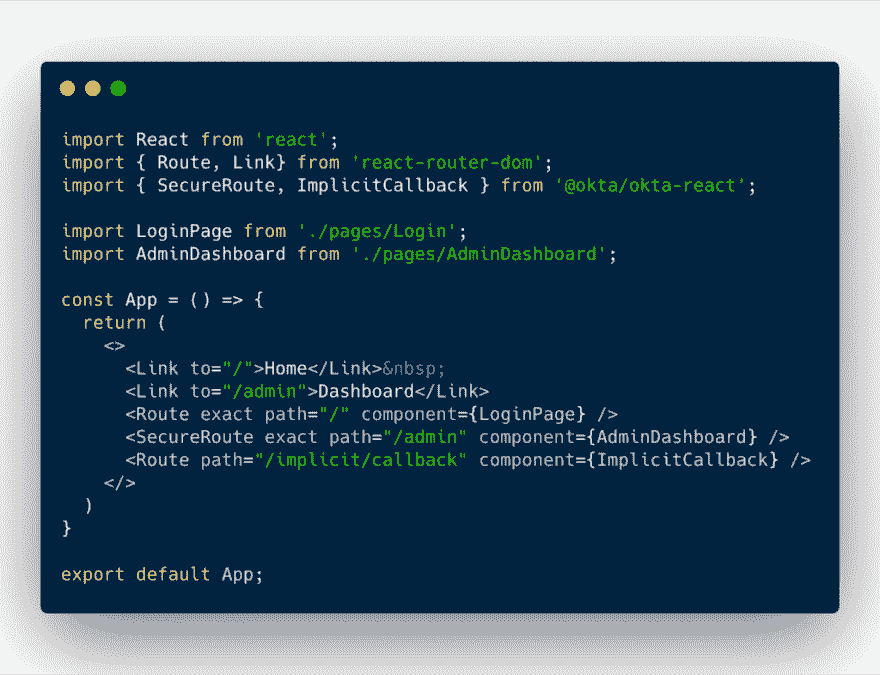 import React from 'react';
import { Route, Link} from 'react-router-dom';
import { SecureRoute, ImplicitCallback } from '@okta/okta-react';

import LoginPage from './pages/Login';
import AdminDashboard from './pages/AdminDashboard';

const App = () => {
  return (
    <>
      <Link to="/">Home</Link>&nbsp;
      <Link to="/admin">Dashboard</Link>
      <Route exact path="/" component={LoginPage} />
      <SecureRoute exact path="/admin" component={AdminDashboard} />
      <Route path="/implicit/callback" component={ImplicitCallback} />
    </>
  )
}

export default App;